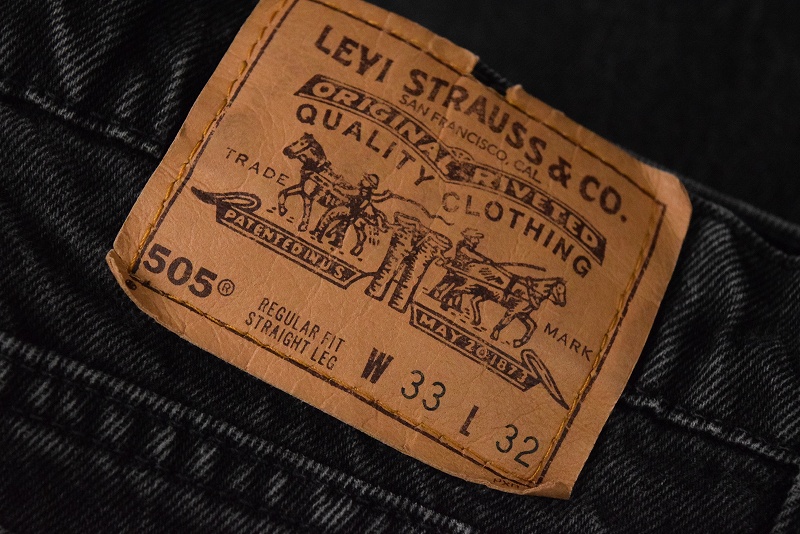 LEVI STRAUSS & CO.
SAN FRANCISCO, CAL.
ORIGINAL RIVETED
QUALITY CLOTHING
TRADE MARK
PATENTED IN U.S.
MAY 20 1873
505®
REGULAR FIT
STRAIGHT LEG
W 33 L 32